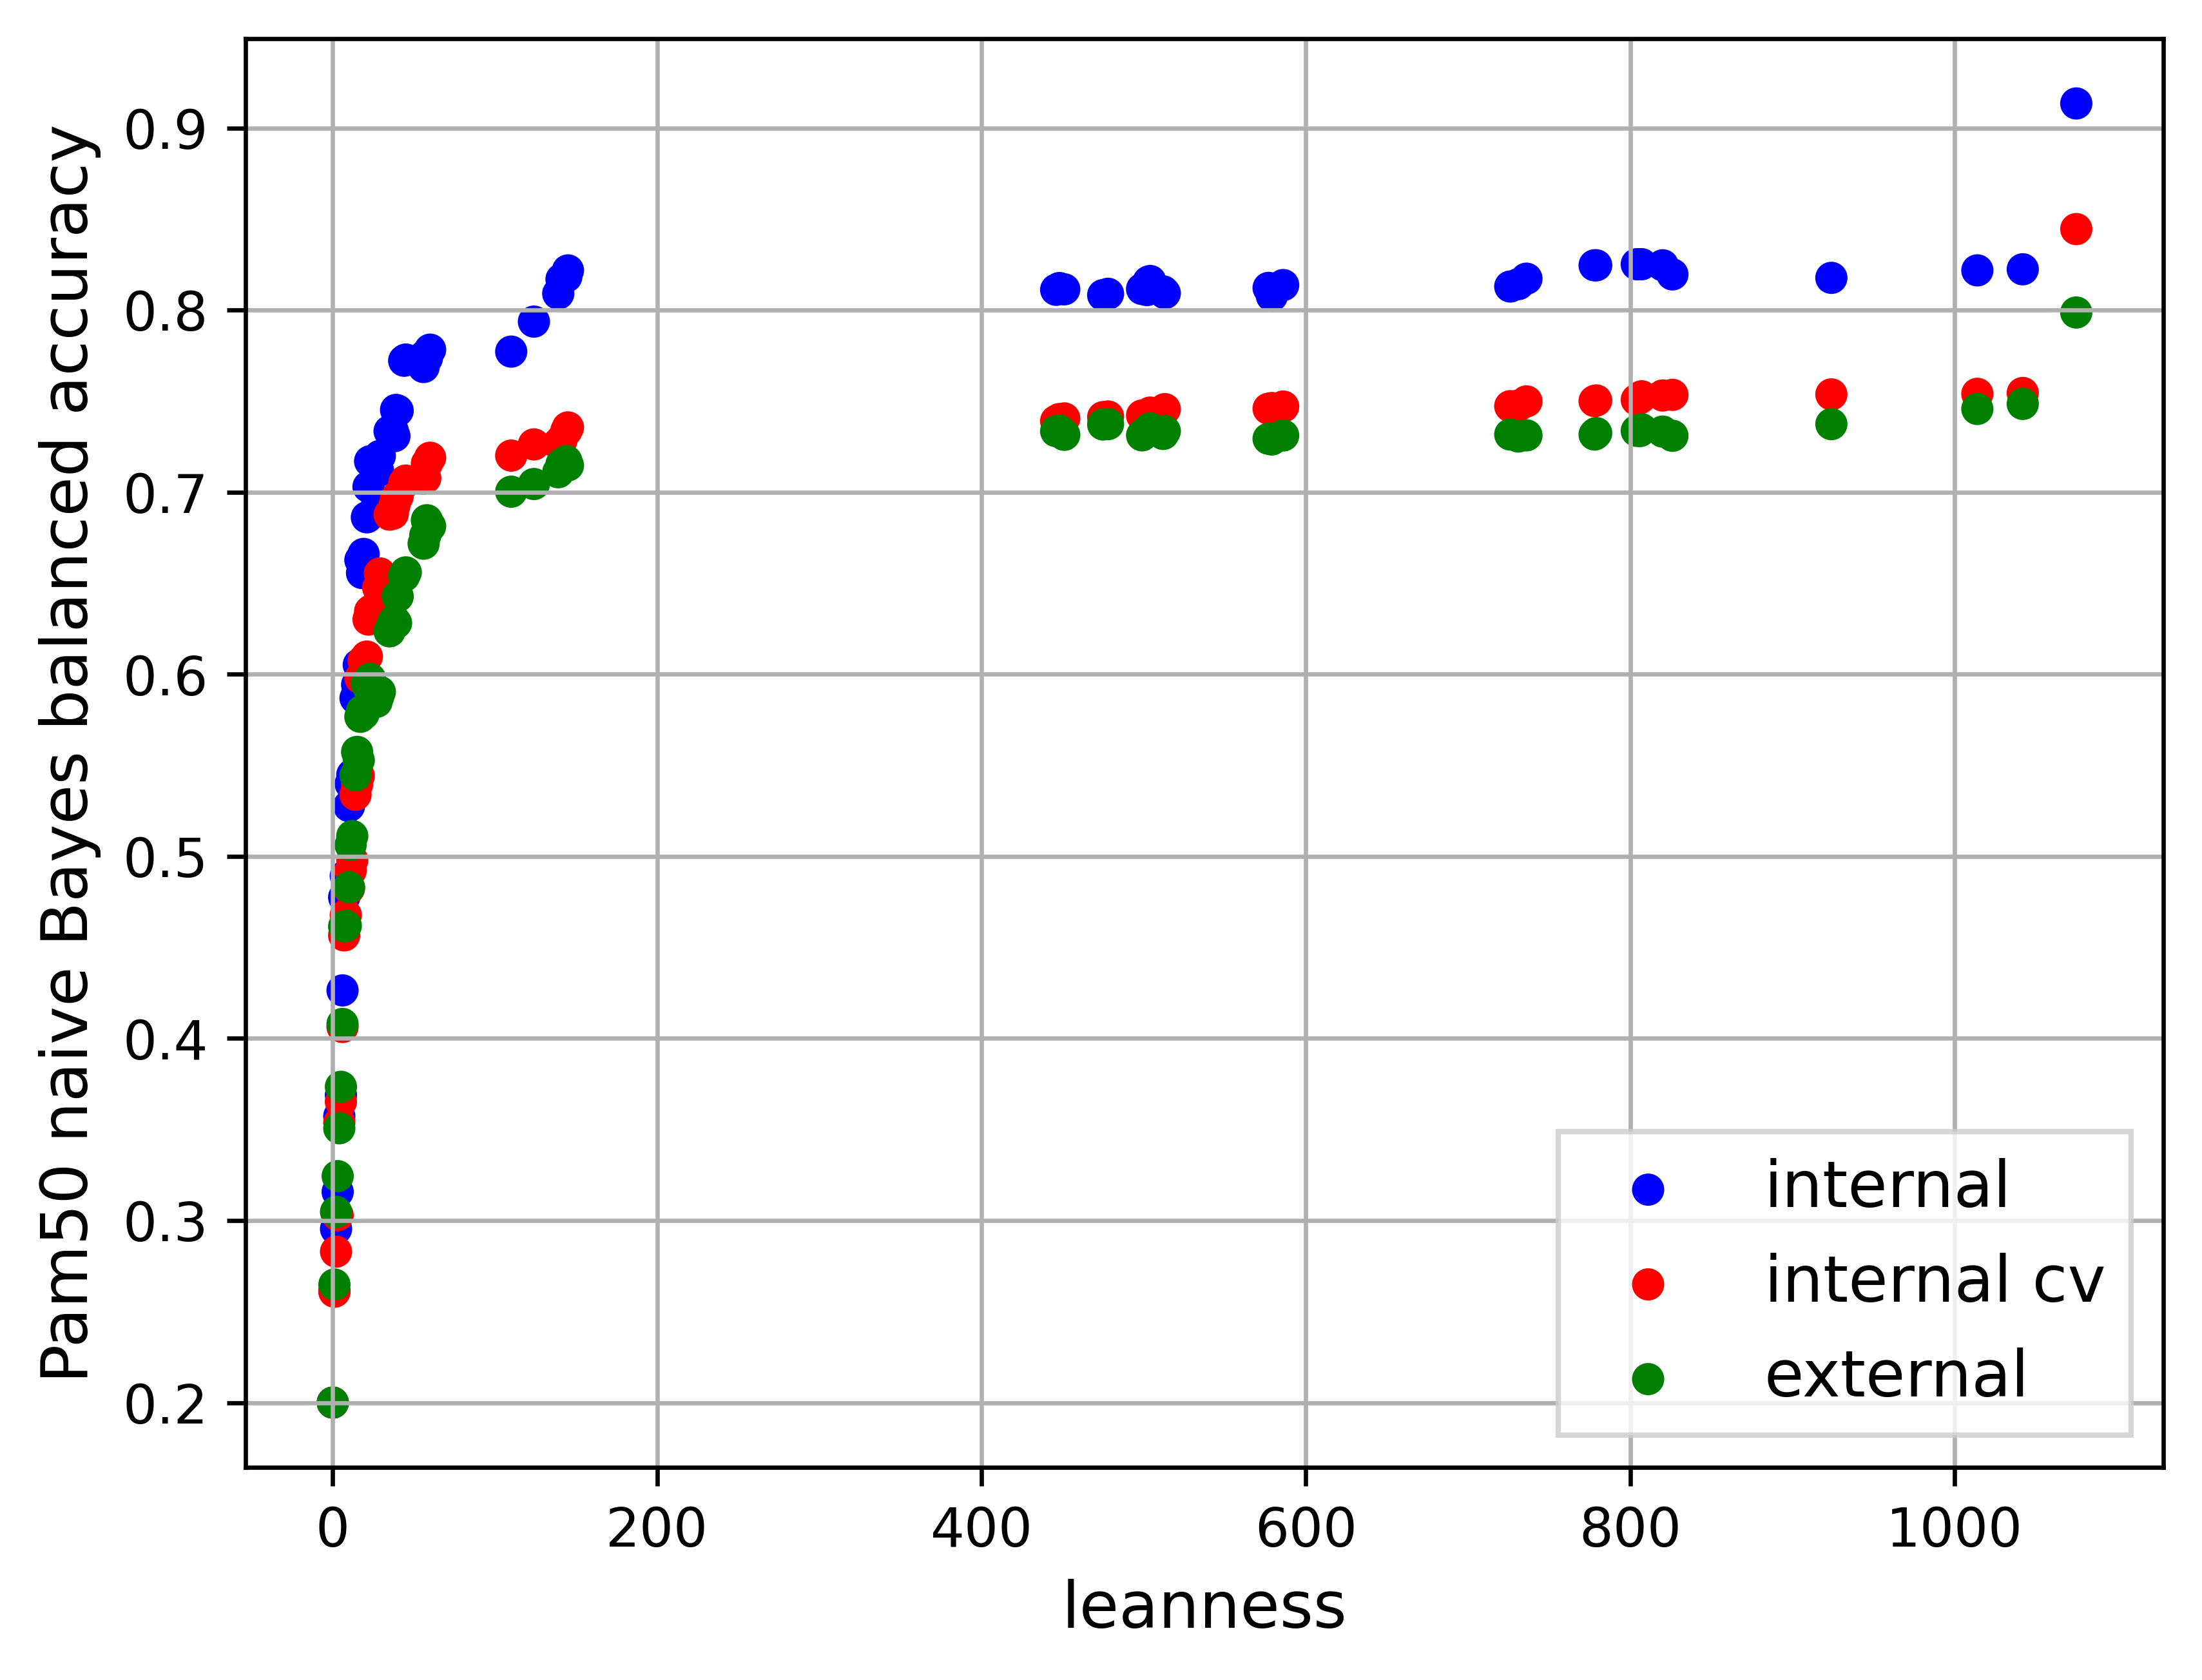 Pam50 naive Bayes balanced accuracy
0.9
0.8
0.7
0.6
0.5
0.4
0.3
0.2
internal
internal cv
external
0 200 400 600 800 1000
leanness